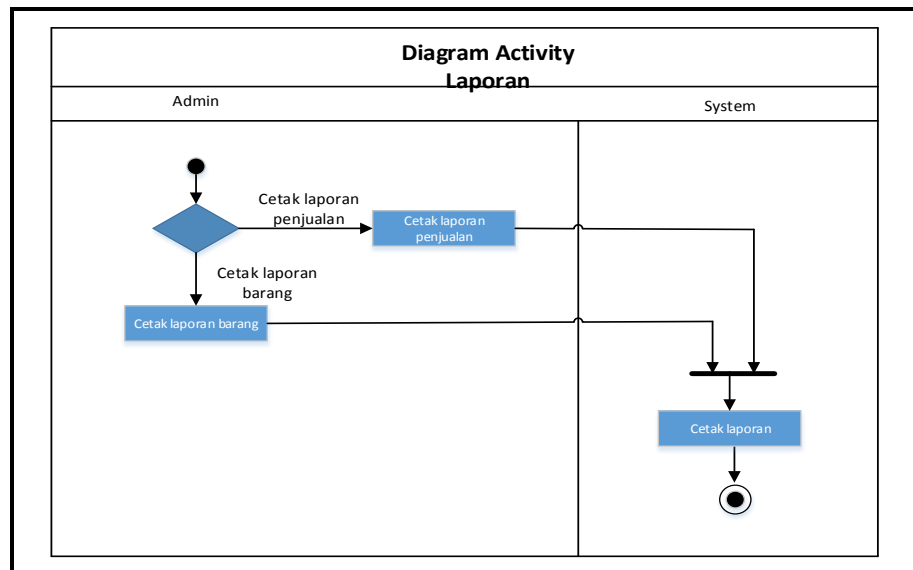 Diagram Activity
Laporan
Admin
System
Cetak laporan
penjualan
Cetak laporan
penjualan
Cetak laporan
barang
Cetak laporan barang
Cetak laporan